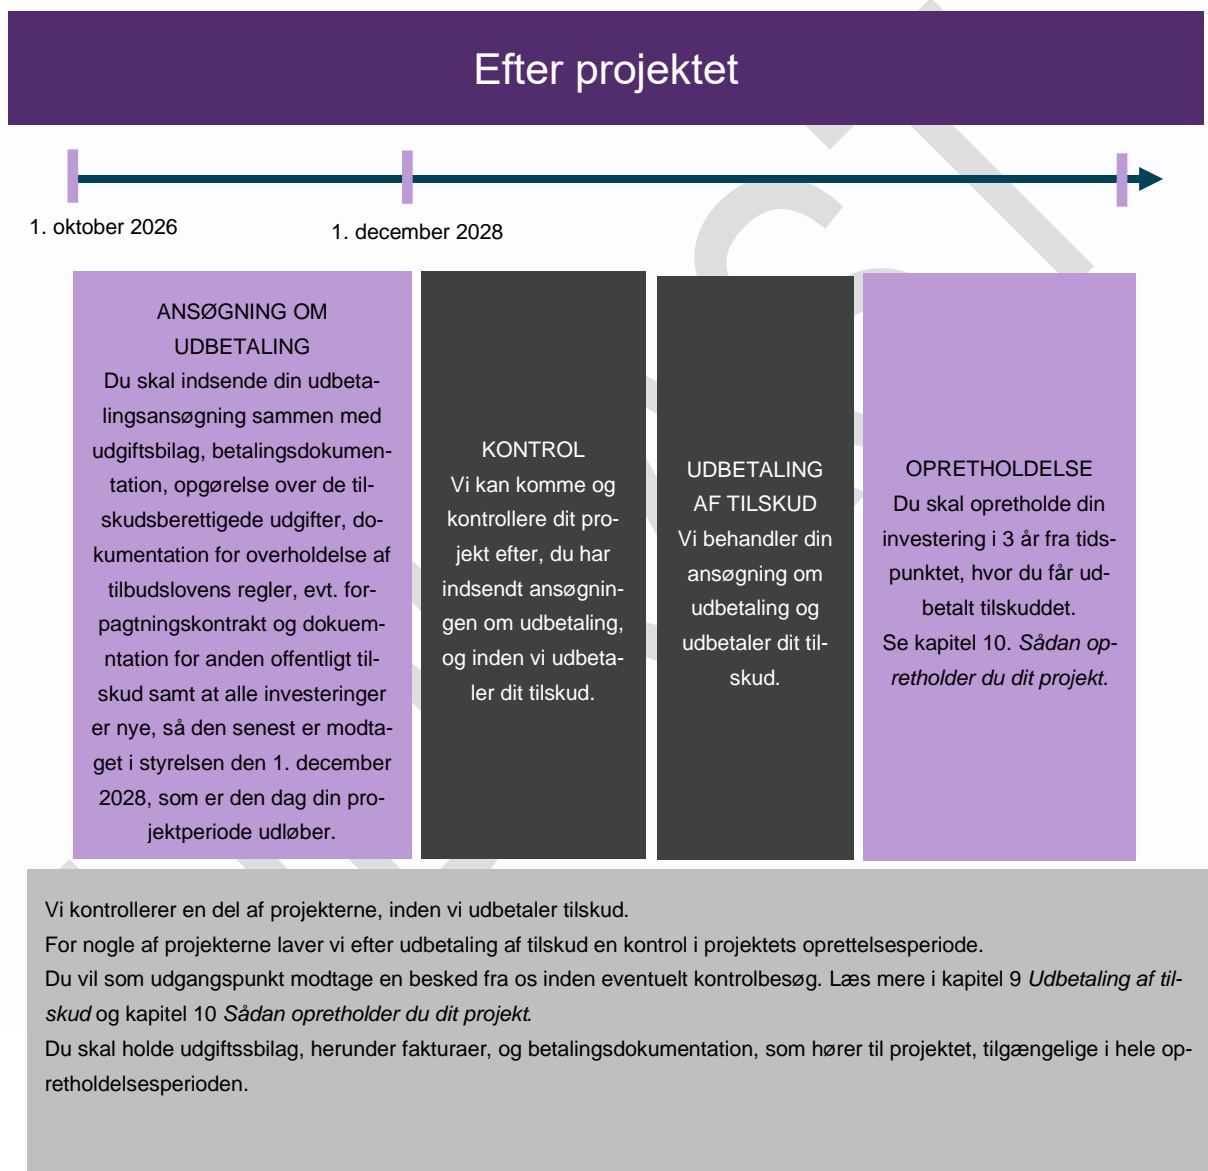 Efter projektet
1. oktober 2026
1. december 2028
ANSØGNING OM
UDBETALING
Du skal indsende din udbeta-
lingsansøgning sammen med
udgiftsbilag, betalingsdokumen-
tation, opgørelse over de til-
skudsberettigede udgifter, do-
kumentation for overholdelse af
tilbudslovens regler, evt. for-
pagtningskontrakt og dokuem-
ntation for anden offentligt til-
skud samt at alle investeringer
er nye, så den senest er modta-
get i styrelsen den 1. december
2028, som er den dag din pro-
jektperiode udløber.
KONTROL
Vi kan komme og
kontrollere dit pro-
jekt efter, du har
indsendt ansøgnin-
gen om udbetaling,
og inden vi udbeta-
ler dit tilskud.
UDBETALING
AF TILSKUD
Vi behandler din
ansøgning om
udbetaling og
udbetaler dit til-
skud.
OPRETHOLDELSE
Du skal opretholde din
investering i 3 år fra tids-
punktet, hvor du får ud-
betalt tilskuddet.
Se kapitel 10. Sådan op-
retholder du dit projekt.
Vi kontrollerer en del af projekterne, inden vi udbetaler tilskud.
For nogle af projekterne laver vi efter udbetaling af tilskud en kontrol i projektets oprettelsesperiode.
Du vil som udgangspunkt modtage en besked fra os inden eventuelt kontrolbesøg. Læs mere i kapitel 9 Udbetaling af til-
skud og kapitel 10 Sådan opretholder du dit projekt.
Du skal holde udgiftssbilag, herunder fakturaer, og betalingsdokumentation, som hører til projektet, tilgængelige i hele op-
retholdelsesperioden.